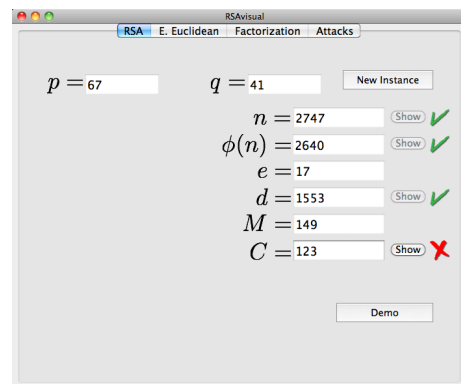 RSAvisual
RSA E. Euclidean Factorization Attacks
p = 67 q = 41 New Instance
n = 2747 Show
ϕ(n) = 2640 Show
e = 17
d = 1553 Show
M = 149
C = 123 Show
Demo